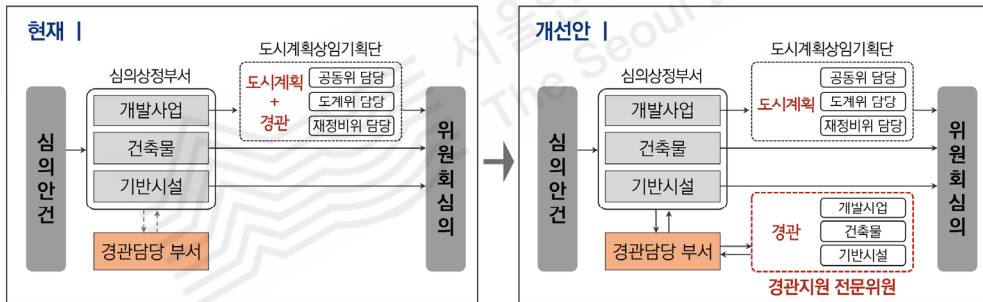 현재 |
도시계획상임기획단
심의상정부서
심의안건
개발사업
건축물
기반시설
도시계획
+
경관
공동위 담당
도계위 담당
재정비위 담당
위원회심의
경관담당 부서
개선안 |
도시계획상임기획단
심의상정부서
심의안건
개발사업
건축물
기반시설
도시계획
공동위 담당
도계위 담당
재정비위 담당
위원회심의
경관담당 부서
경관
개발사업
건축물
기반시설
경관지원 전문위원
서울연
The Seoul